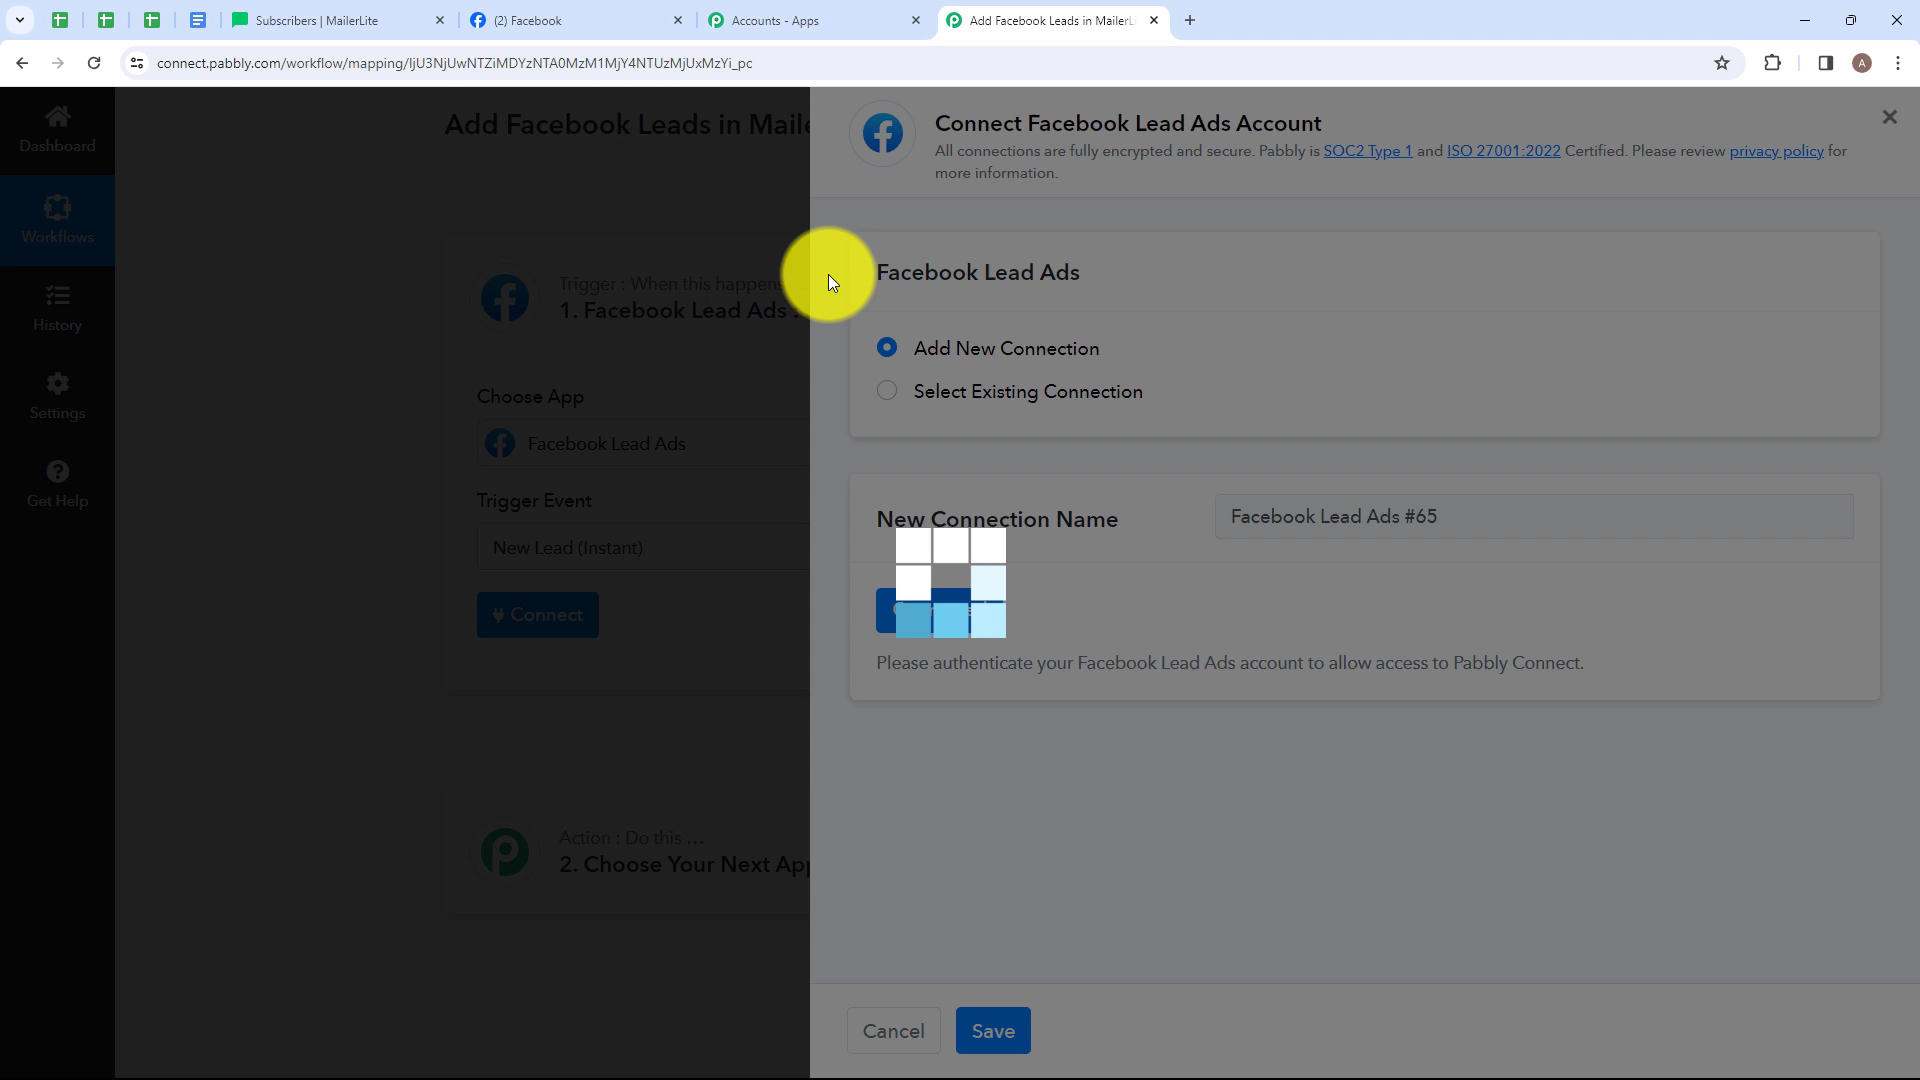 Subscribers | MailerLite
(2) Facebook
Accounts - Apps
Add Facebook Leads in MailerL
connect.pabbly.com/workflow/mapping/IjU3NjUwNTZiMDYzNTA0MzM1MjY4NTUzMjUxMzYi_pc
A
Dashboard
Workflows
History
Settings
Get Help
Add Facebook Leads in Maile
Trigger : When this happens
1. Facebook Lead Ads :
Choose App
Facebook Lead Ads
Trigger Event
New Lead (Instant)
Connect
Action : Do this ...
2. Choose Your Next App
Connect Facebook Lead Ads Account
All connections are fully encrypted and secure. Pabbly is SOC2 Type 1 and ISO 27001:2022 Certified. Please review privacy policy for
more information.
Facebook Lead Ads
Add New Connection
Select Existing Connection
New Connection Name
Facebook Lead Ads #65
Please authenticate your Facebook Lead Ads account to allow access to Pabbly Connect.
Cancel
Save